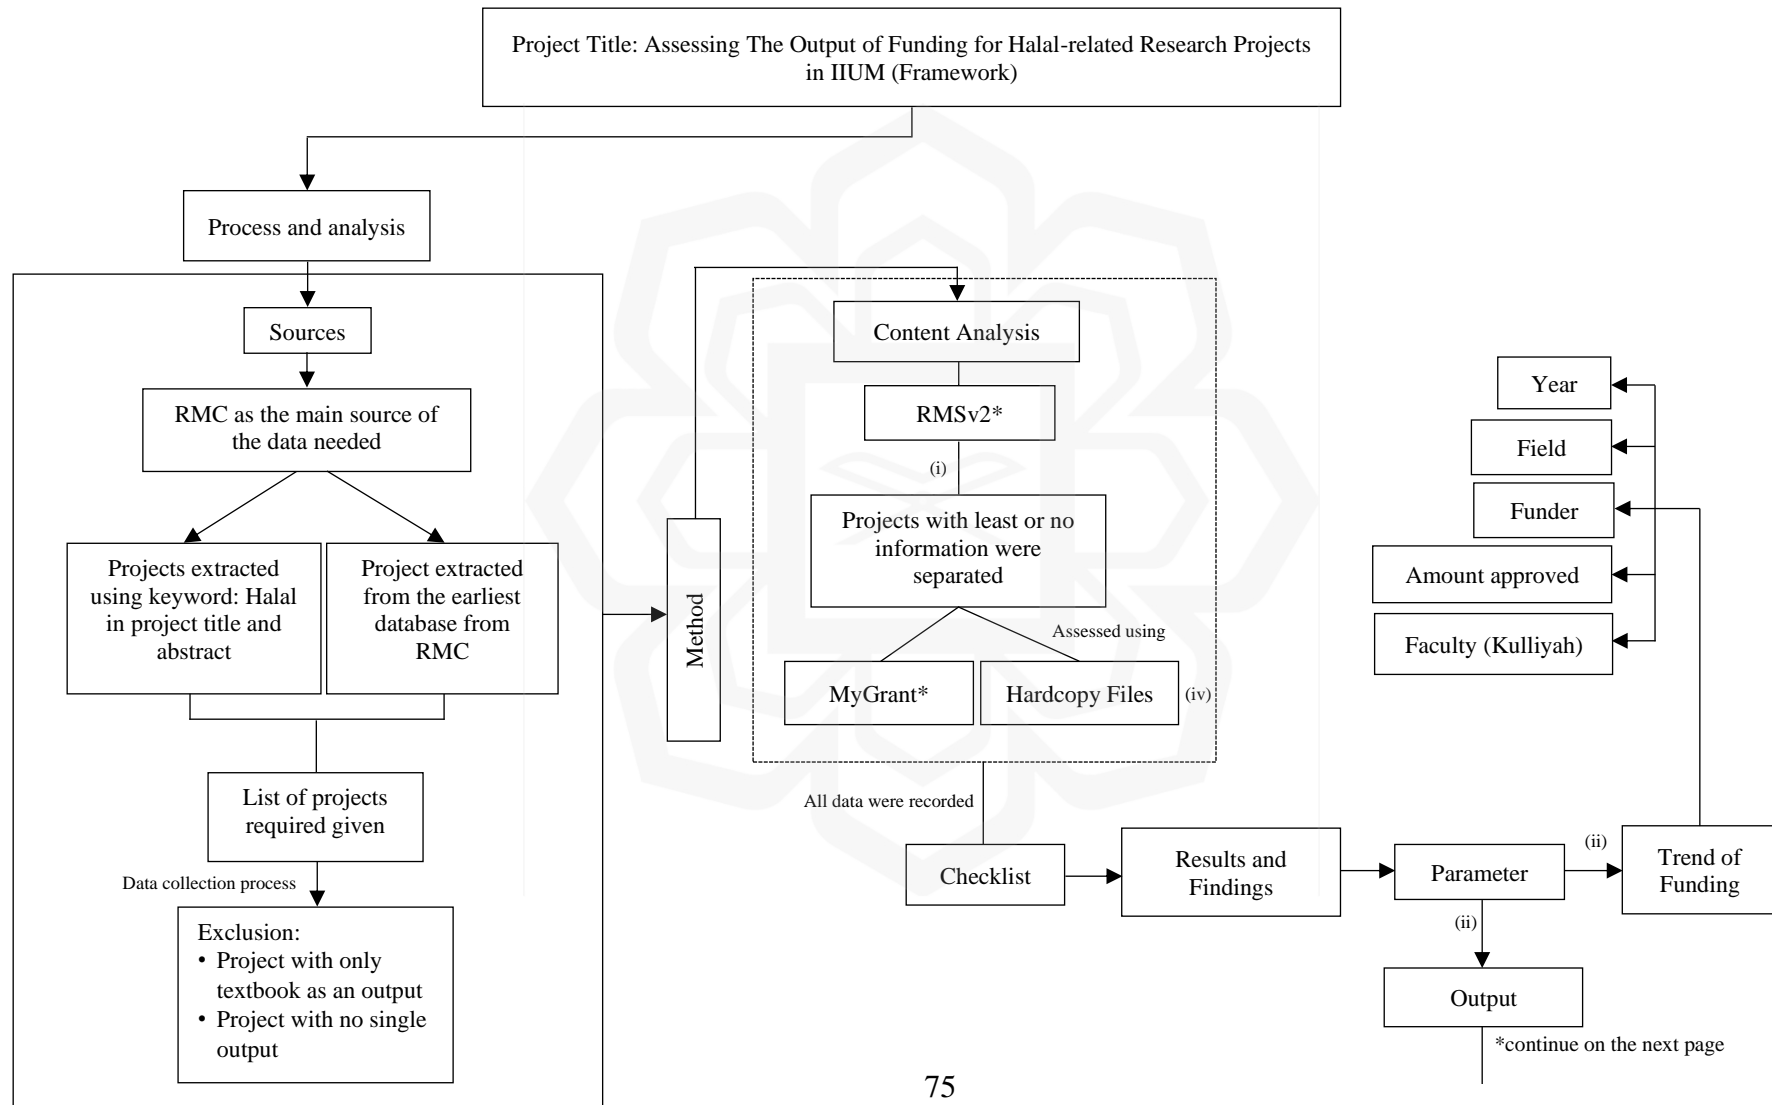 Project Title: Assessing The Output of Funding for Halal-related Research Projects
in IIUM (Framework)
Process and analysis
Sources
RMC as the main source of
the data needed
Projects extracted
using keyword: Halal
in project title and
abstract
Project extracted
from the earliest
database from
RMC
List of projects
required given
Data collection process
Exclusion:
• Project with only
textbook as an output
• Project with no single
output
Method
Content Analysis
RMSv2*
(i)
Projects with least or no
information were
separated
Assessed using
MyGrant*
Hardcopy Files
(iv)
All data were recorded
Checklist
Results and
Findings
Parameter
(ii)
Trend of
Funding
Year
Field
Funder
Amount approved
Faculty (Kulliyah)
(ii)
Output
*continue on the next page
75